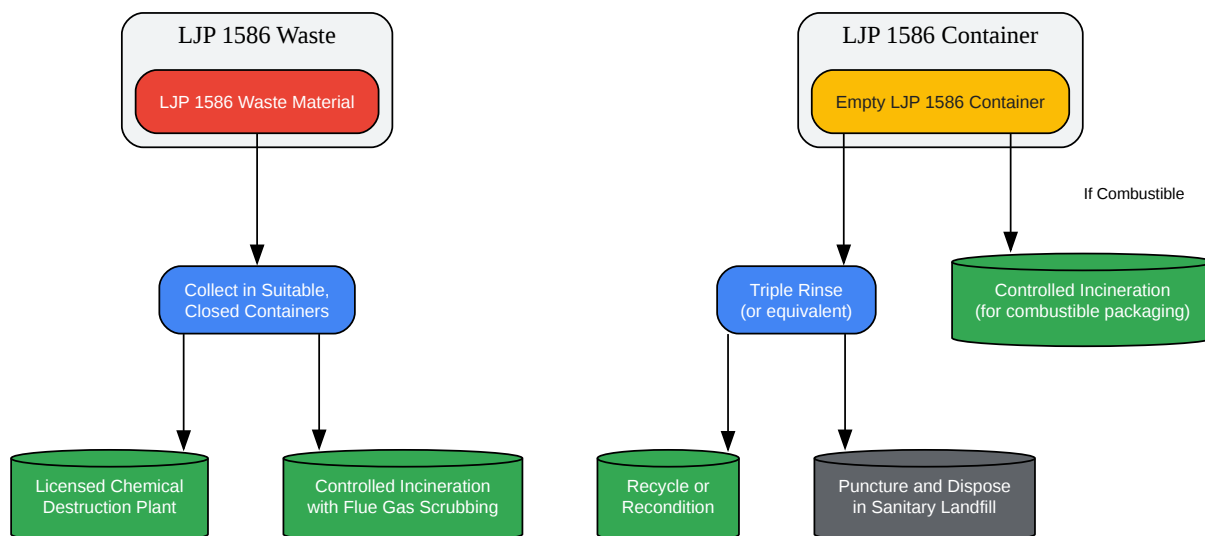 LJP 1586 Waste
LJP 1586 Waste Material
Collect in Suitable,
Closed Containers
Licensed Chemical
Destruction Plant
Controlled Incineration
with Flue Gas Scrubbing
LJP 1586 Container
Empty LJP 1586 Container
If Combustible
Triple Rinse
(or equivalent)
Controlled Incineration
(for combustible packaging)
Recycle or
Recondition
Puncture and Dispose
in Sanitary Landfill